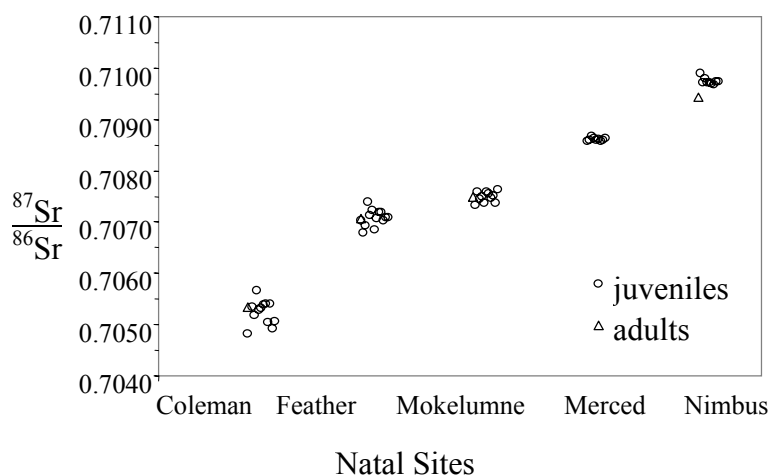 0.7110
0.7100
0.7090
0.7080
0.7070
0.7060
0.7050
0.7040
87Sr
86Sr
juveniles
adults
Coleman Feather Mokelumne Merced Nimbus
Natal Sites